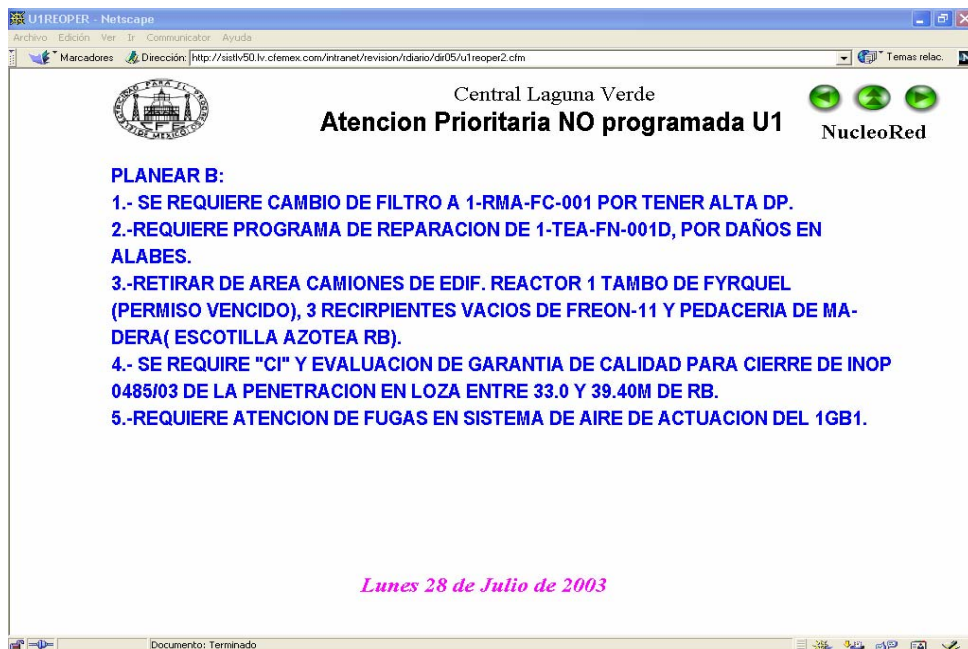 U1REOPER - Netscape
Archivo Edición Ver Ir Communicator Ayuda
Marcadores Dirección: http://sistlv50.lv.cfemex.com/intranet/revision/rdiario/dir05/u1reoper2.cfm Temas relac.
Central Laguna Verde
Atencion Prioritaria NO programada U1
NucleoRed
PLANEAR B:
1.- SE REQUIERE CAMBIO DE FILTRO A 1-RMA-FC-001 POR TENER ALTA DP.
2.-REQUIERE PROGRAMA DE REPARACION DE 1-TEA-FN-001D, POR DAÑOS EN
ALABES.
3.-RETIRAR DE AREA CAMIONES DE EDIF. REACTOR 1 TAMBO DE FYRQUEL
(PERMISO VENCIDO), 3 RECIRPIENTES VACIOS DE FREON-11 Y PEDACERIA DE MA-
DERA( ESCOTILLA AZOTEA RB).
4.- SE REQUIRE "CI" Y EVALUACION DE GARANTIA DE CALIDAD PARA CIERRE DE INOP
0485/03 DE LA PENETRACION EN LOZA ENTRE 33.0 Y 39.40M DE RB.
5.-REQUIERE ATENCION DE FUGAS EN SISTEMA DE AIRE DE ACTUACION DEL 1GB1.
Lunes 28 de Julio de 2003
Documento: Terminado